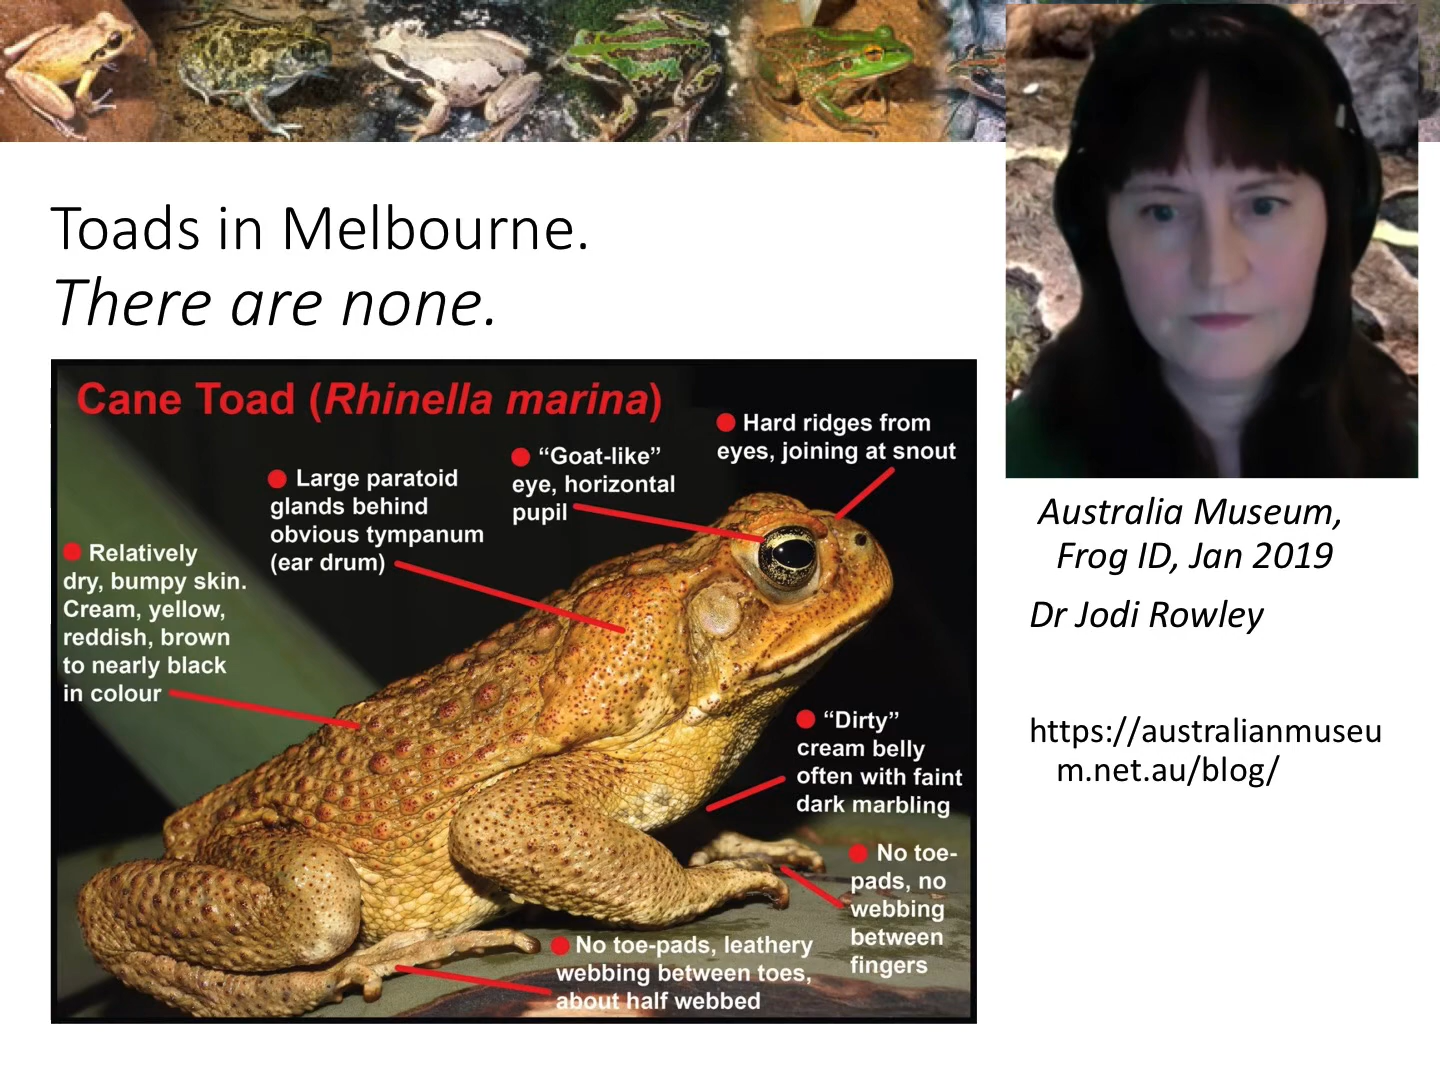 Toads in Melbourne.
There are none.
Cane Toad (Rhinella marina)
Hard ridges from
eyes, joining at snout
“Goat-like”
eye, horizontal
pupil
Large paratoid
glands behind
obvious tympanum
(ear drum)
Relatively
dry, bumpy skin.
Cream, yellow,
reddish, brown
to nearly black
in colour
“Dirty”
cream belly
often with faint
dark marbling
No toe-
pads, no
webbing
between
fingers
No toe-pads, leathery
webbing between toes,
about half webbed
Australia Museum,
Frog ID, Jan 2019
Dr Jodi Rowley
https://australianmuseu
m.net.au/blog/